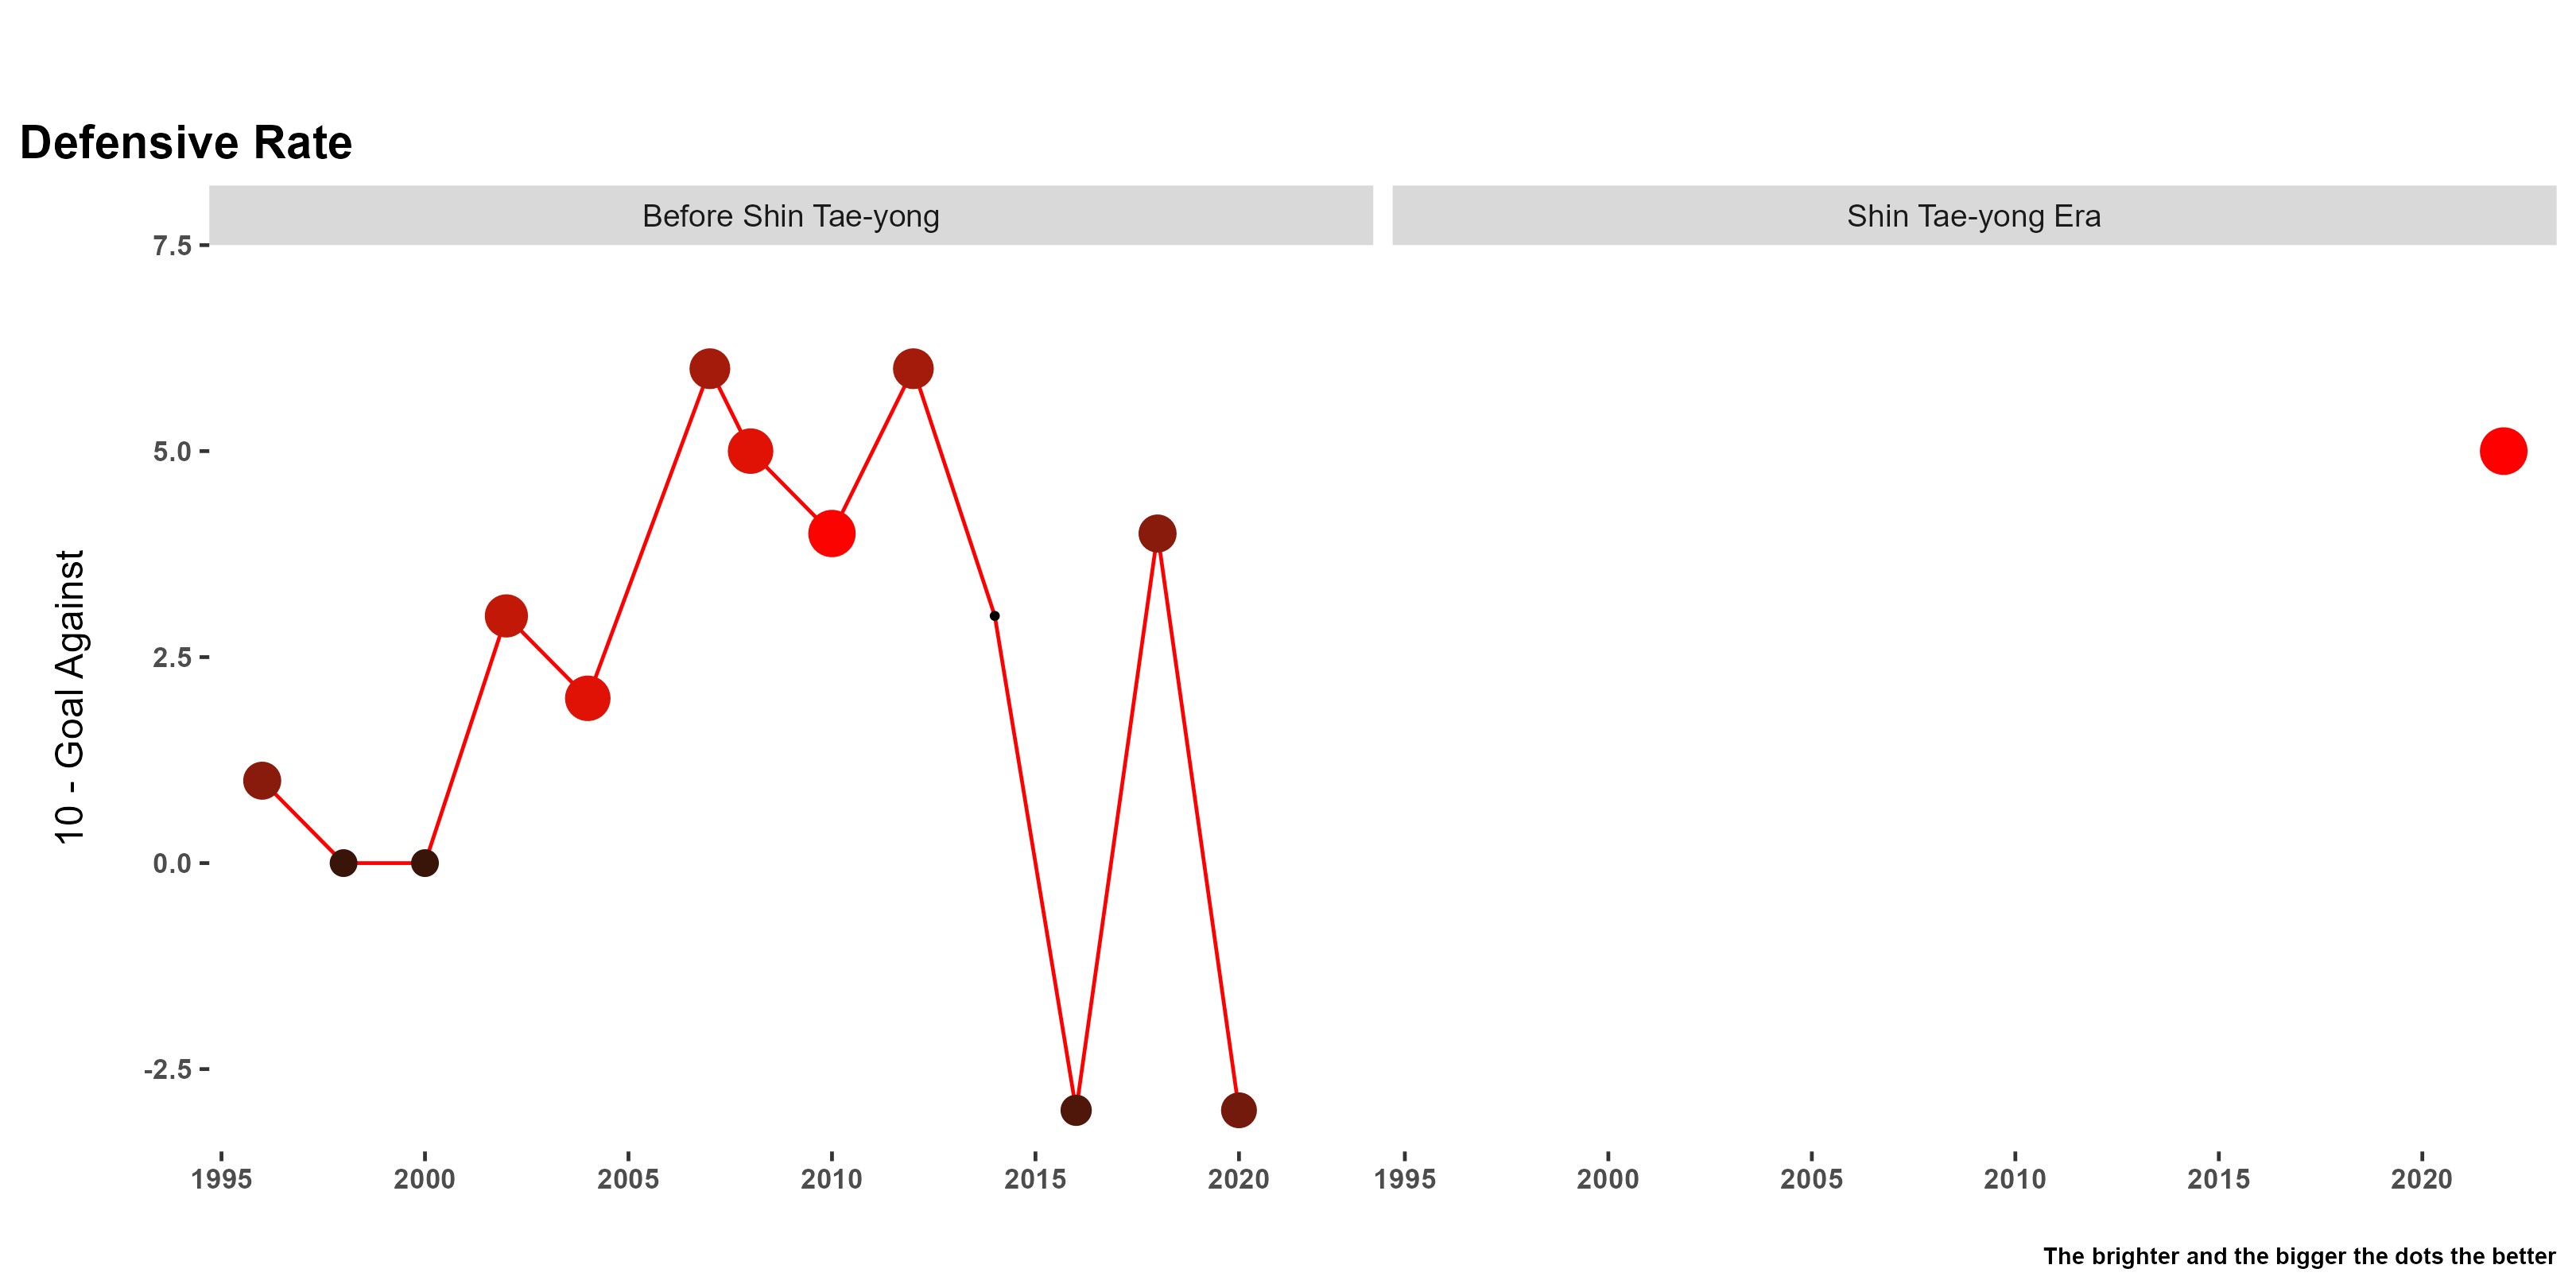 Defensive Rate
Before Shin Tae-yong
Shin Tae-yong Era
10 - Goal Against
7.5
5.0
2.5
0.0
-2.5
1995 2000 2005 2010 2015 2020 1995 2000 2005 2010 2015 2020
The brighter and the bigger the dots the better